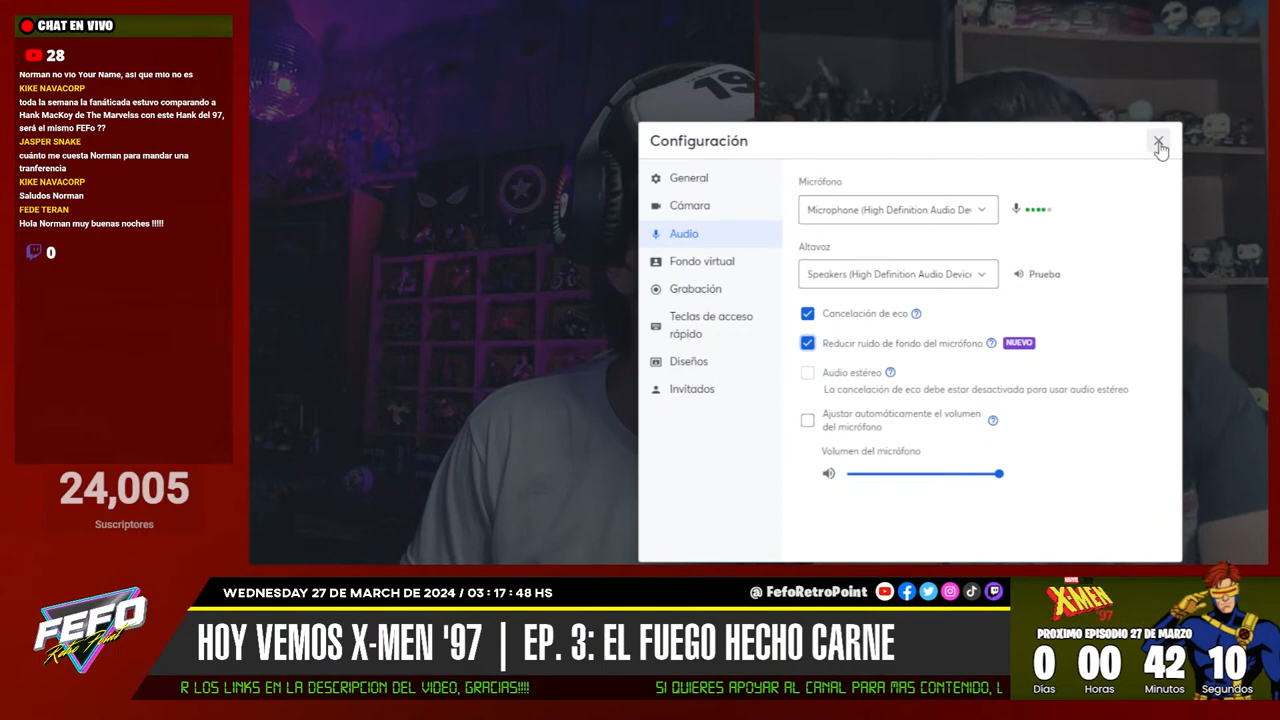 CHAT EN VIVO
28
Norman no vio Your Name, asi que mio no es
KIKE NAVACORP
toda la semana la fanáticada estuvo comparando a
Hank MacKoy de The Marvelss con este Hank del 97,
será el mismo FEFo ??
JASPER SNAKE
cuánto me cuesta Norman para mandar una
tranferencia
KIKE NAVACORP
Saludos Norman
FEDE TERAN
Hola Norman muy buenas noches !!!!!
0
24,005
Suscriptores
19
Configuración
General
Cámara
Audio
Fondo virtual
Grabación
Teclas de acceso
rápido
Diseños
Invitados
Micrófono
Microphone (High Definition Audio De
Altavoz
Speakers (High Definition Audio Device
Prueba
Cancelación de eco
Reducir ruido de fondo del micrófono NUEVO
Audio estéreo
La cancelación de eco debe estar desactivada para usar audio estéreo
Ajustar automáticamente el volumen
del micrófono
Volumen del micrófono
FEFO
Retro Point
WEDNESDAY 27 DE MARCH DE 2024 / 03:17:48 HS
@FefoRetroPoint
HOY VEMOS X-MEN '97 | EP. 3: EL FUEGO HECHO CARNE
R LOS LINKS EN LA DESCRIPCION DEL VIDEO, GRACIAS!!!! SI QUIERES APOYAR AL CANAL PARA MAS CONTENIDO, L
MARVEL
X-MEN
'97
PROXIMO EPISODIO 27 DE MARZO
0 00 42 10
Días Horas Minutos Segundos